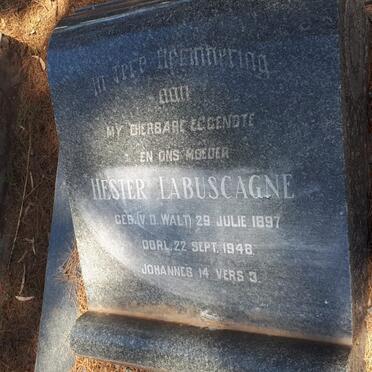 In Tere Herinnering
aan
MY DIERBARE EGGENOTE
EN ONS MOEDER
HESTER LABUSCAGNE
GEB. (V.D. WALT) 29 JULIE 1897
OORL. 22 SEPT. 1948
JOHANNES 14 VERS 3.